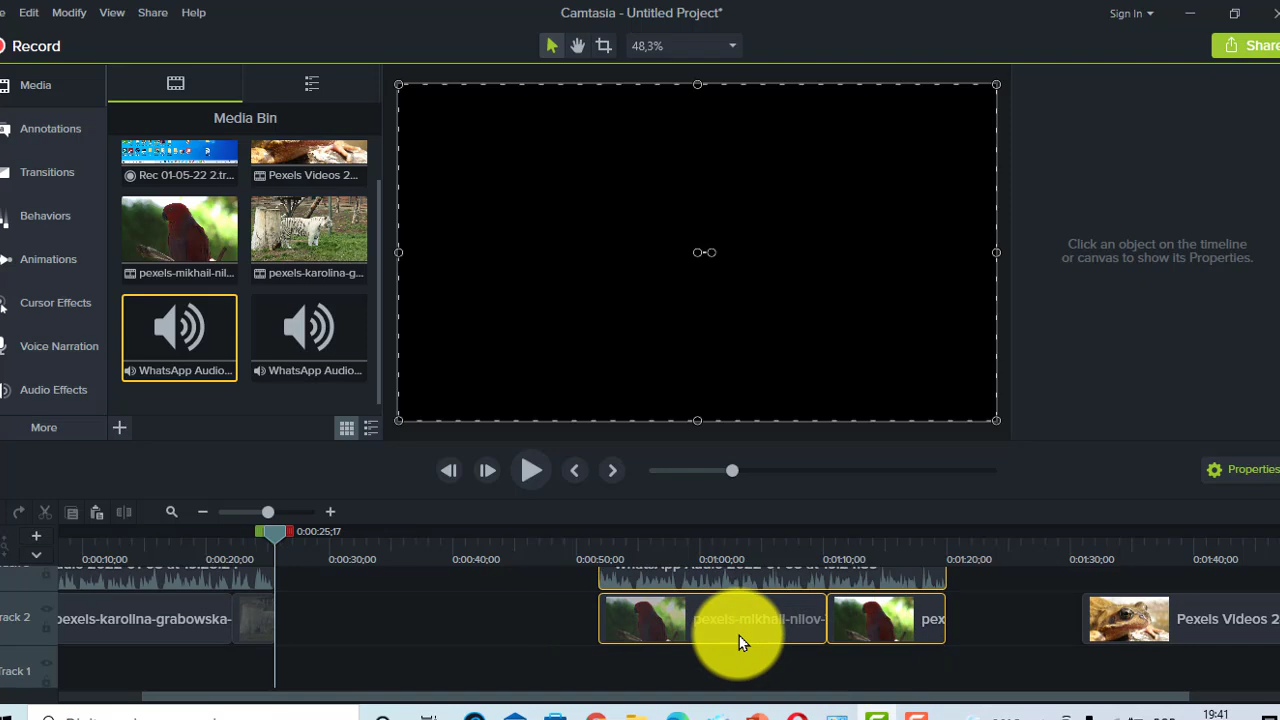 Edit Modify View Share Help
Camtasia - Untitled Project*
Sign In
Record
48,3%
Share
Media
Annotations
Transitions
Behaviors
Animations
Cursor Effects
Voice Narration
Audio Effects
More
Media Bin
Rec 01-05-22 2.tr...
Pexels Videos 2...
pexels-mikhail-nil...
pexels-karolina-g...
WhatsApp Audio...
WhatsApp Audio...
Click an object on the timeline
or canvas to show its Properties.
Properties
0:00:25;17
0:00:10;00 0:00:20;00 0:00:30;00 0:00:40;00 0:00:50;00 0:01:00;00 0:01:10;00 0:01:20;00 0:01:30;00 0:01:40;00
WhatsApp Audio
rack 2
pexels-karolina-grabowska-
pexels-mikhail-nilov-
pex
Pexels Videos 2
rack 1
19:41